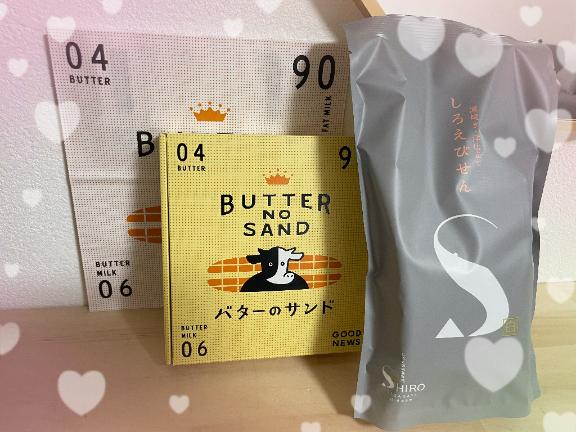 04
BUTTER
90
FAT MILK
BUTTER
MILK
06
04
BUTTER
9
BUTTER
NO
SAND
バターのサンド
BUTTER
MILK
06
GOOD
NEWS
しろえびせん
S
SHIRO